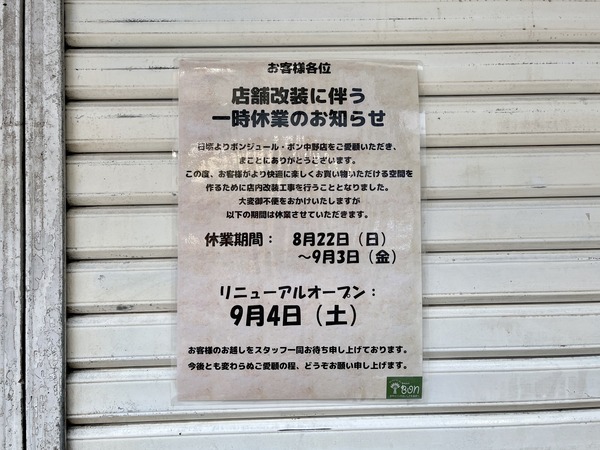 お客様各位
店舗改装に伴う
一時休業のお知らせ
日頃よりボンジュール・ボン中野店をご愛顧いただき、
まことにありがとうございます。
この度、お客様がより快適に楽しくお買い物いただける空間を
作るために店内改装工事を行うこととなりました。
大変御不便をおかけいたしますが
以下の期間は休業させていただきます。
休業期間： 8月22日（日）
～9月3日（金）
リニューアルオープン：
9月4日（土）
お客様のお越しをスタッフ一同お待ち申し上げております。
今後とも変わらぬご愛顧の程、どうぞお願い申し上げます。
BON